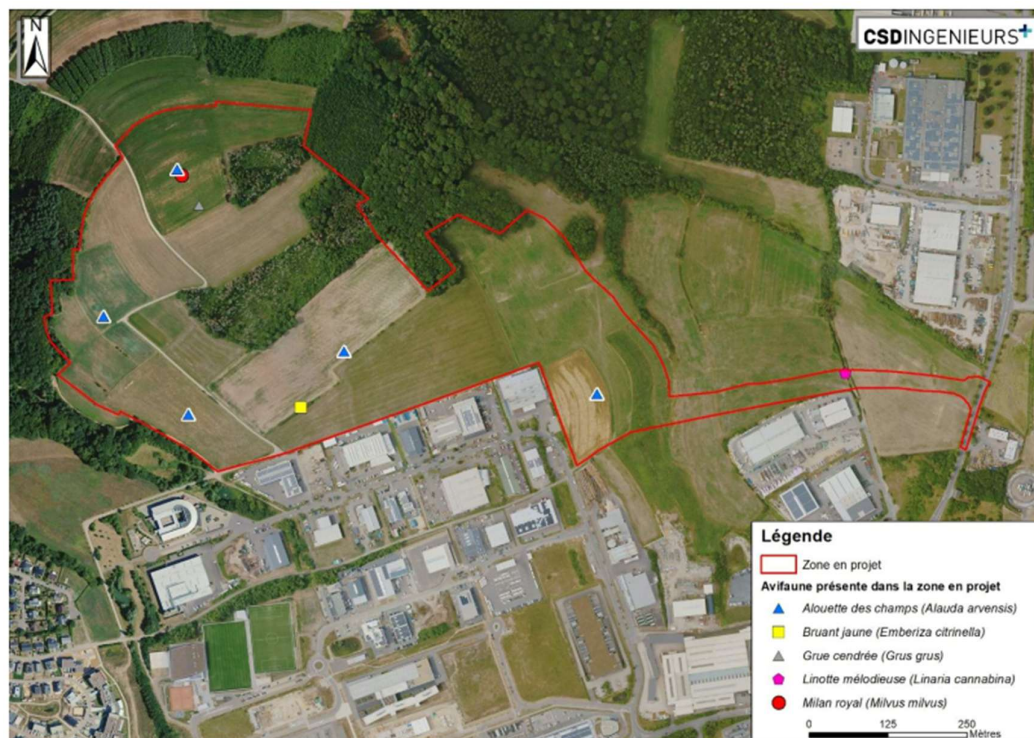 N
CSDINGENIEURS+
Légende
Zone en projet
Avifaune présente dans la zone en projet
Alouette des champs (Alauda arvensis)
Bruant jaune (Emberiza citrinella)
Grue cendrée (Grus grus)
Linotte mélodieuse (Linaria cannabina)
Milan royal (Milvus milvus)
0 125 250
Mètres